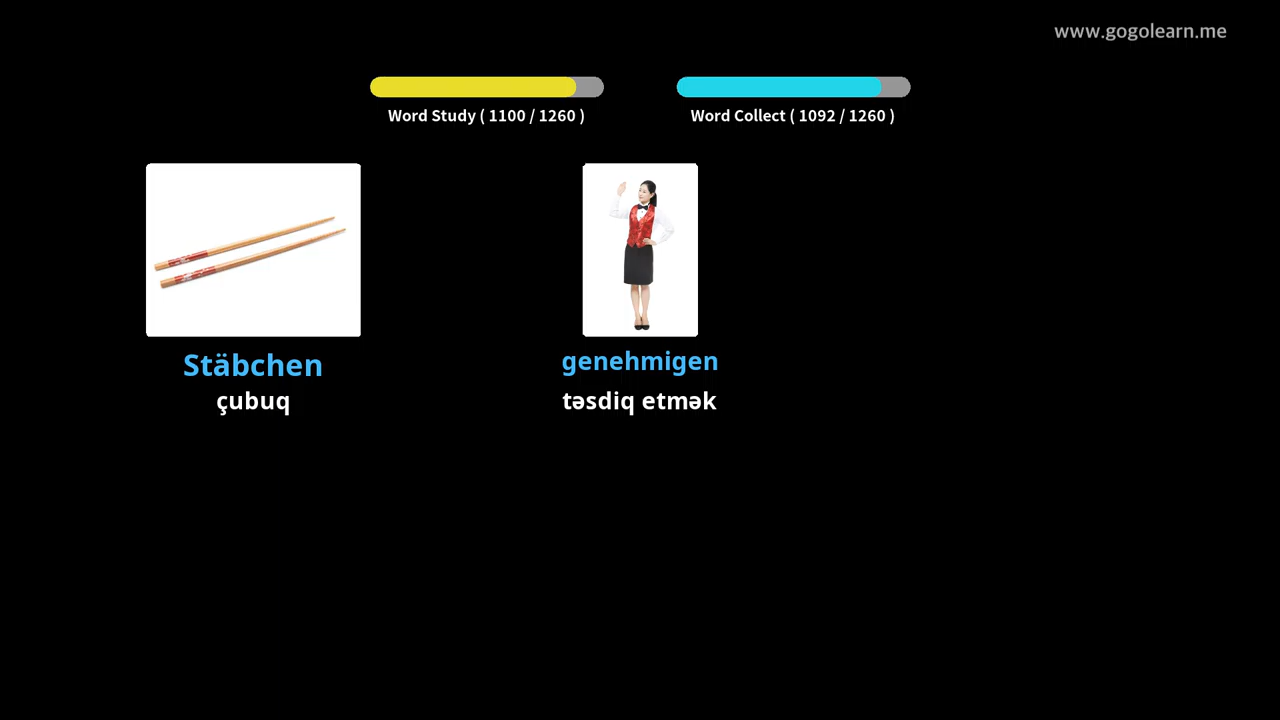 www.gogolearn.me
Word Study ( 1100 / 1260 )
Word Collect ( 1092 / 1260 )
Stäbchen
çubuq
genehmigen
təsdiq etmək